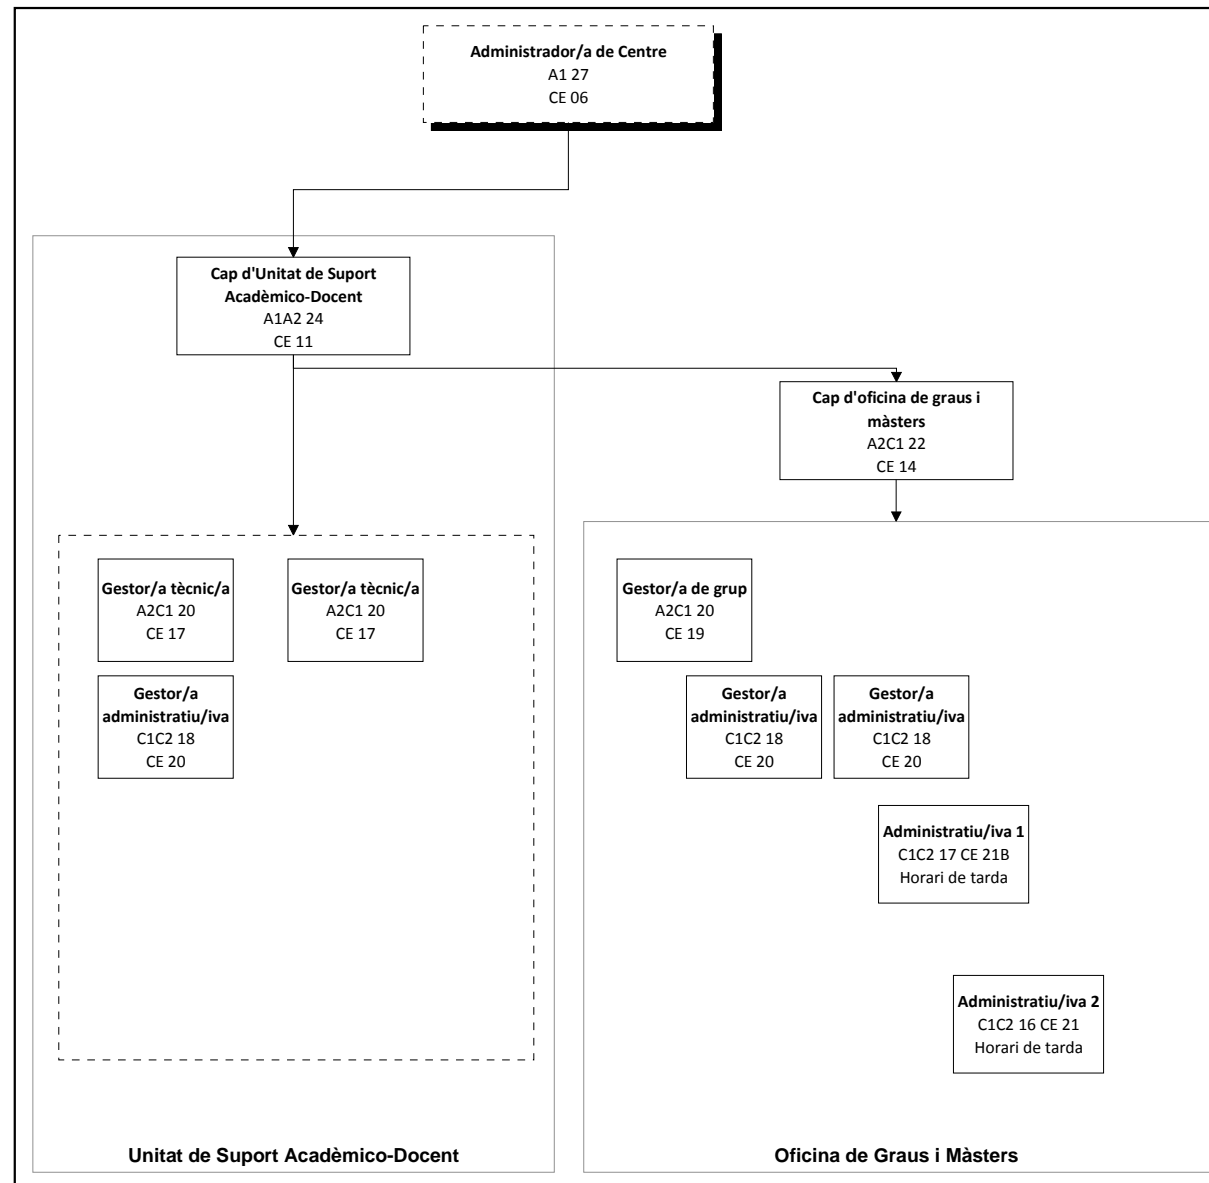 Administrador/a de Centre
A1 27
CE 06
Cap d'Unitat de Suport
Acadèmico-Docent
A1A2 24
CE 11
Cap d'oficina de graus i
màsters
A2C1 22
CE 14
Gestor/a tècnic/a
A2C1 20
CE 17
Gestor/a tècnic/a
A2C1 20
CE 17
Gestor/a
administratiu/iva
C1C2 18
CE 20
Gestor/a de grup
A2C1 20
CE 19
Gestor/a
administratiu/iva
C1C2 18
CE 20
Gestor/a
administratiu/iva
C1C2 18
CE 20
Administratiu/iva 1
C1C2 17 CE 21B
Horari de tarda
Administratiu/iva 2
C1C2 16 CE 21
Horari de tarda
Unitat de Suport Acadèmico-Docent
Oficina de Graus i Màsters